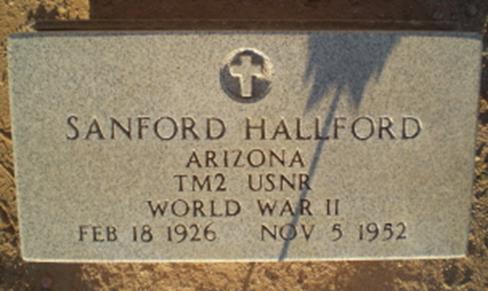 SANFORD HALLFORD
ARIZONA
TM2 USNR
WORLD WAR II
FEB 18 1926 NOV 5 1952